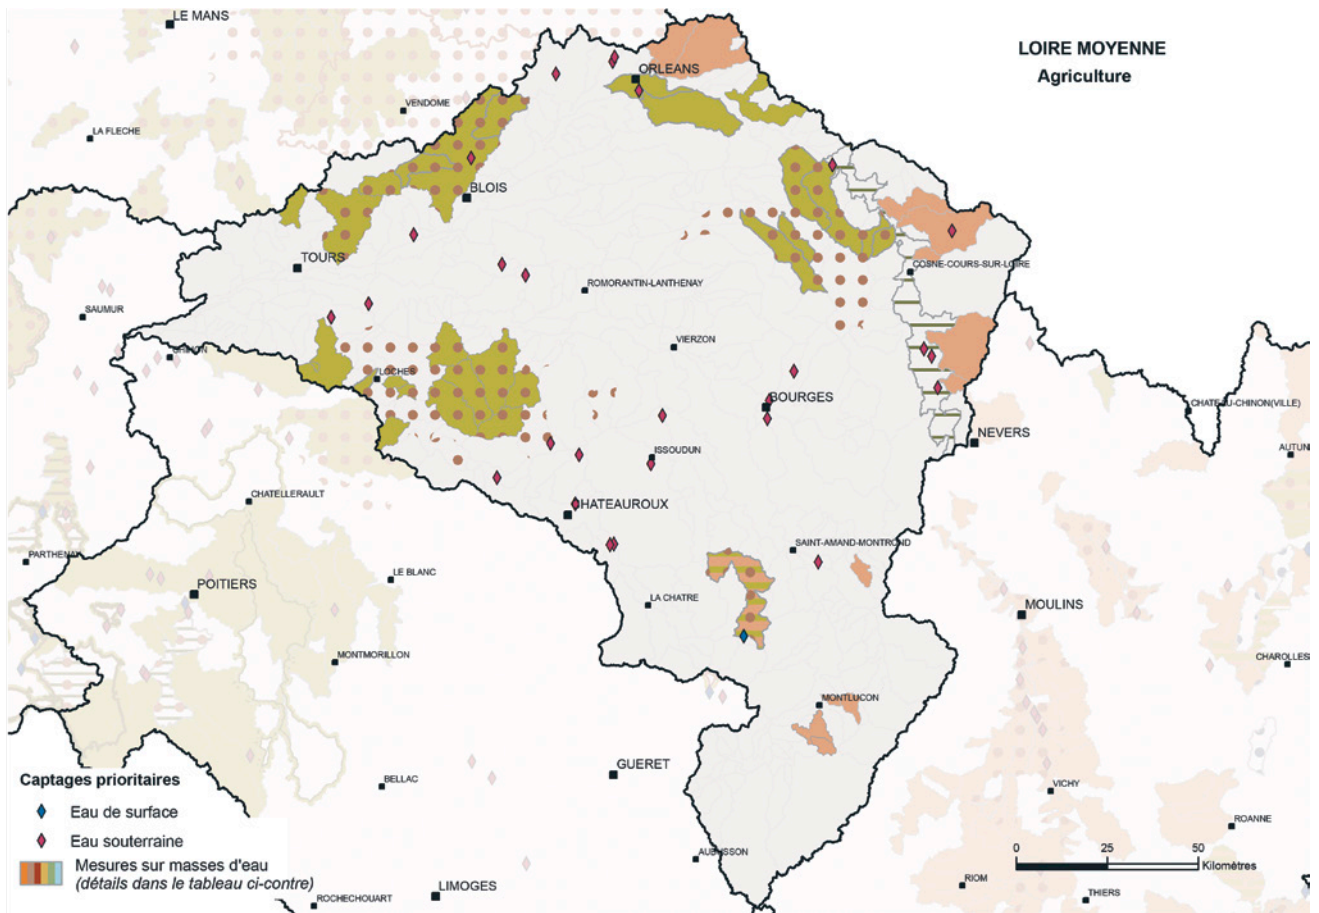 LE MANS
LOIRE MOYENNE
Agriculture
ORLEANS
VENDOME
LA FLECHE
BLOIS
TOURS
COSNE-COURS-SUR-LOIRE
ROMORANTIN-LANTHENAY
SAUMUR
VIERZON
CHINON
LOCHES
BOURGES
CHATEAU-CHINON(VILLE)
NEVERS
AUTUN
ISSOUDUN
CHATELLERAULT
HATEAUROUX
SAINT-AMAND-MONTROND
PARTHENAY
LE BLANC
POITIERS
LA CHATRE
MOULINS
MONTMORILLON
CHAROLLES
MONTLUCON
GUERET
Captages prioritaires
BELLAC
VICHY
Eau de surface
ROANNE
Eau souterraine
0 25 50
Kilomètres
AUBUSSON
Mesures sur masses d'eau
(détails dans le tableau ci-contre)
RIOM
LIMOGES
THIERS
ROCHECHOUART